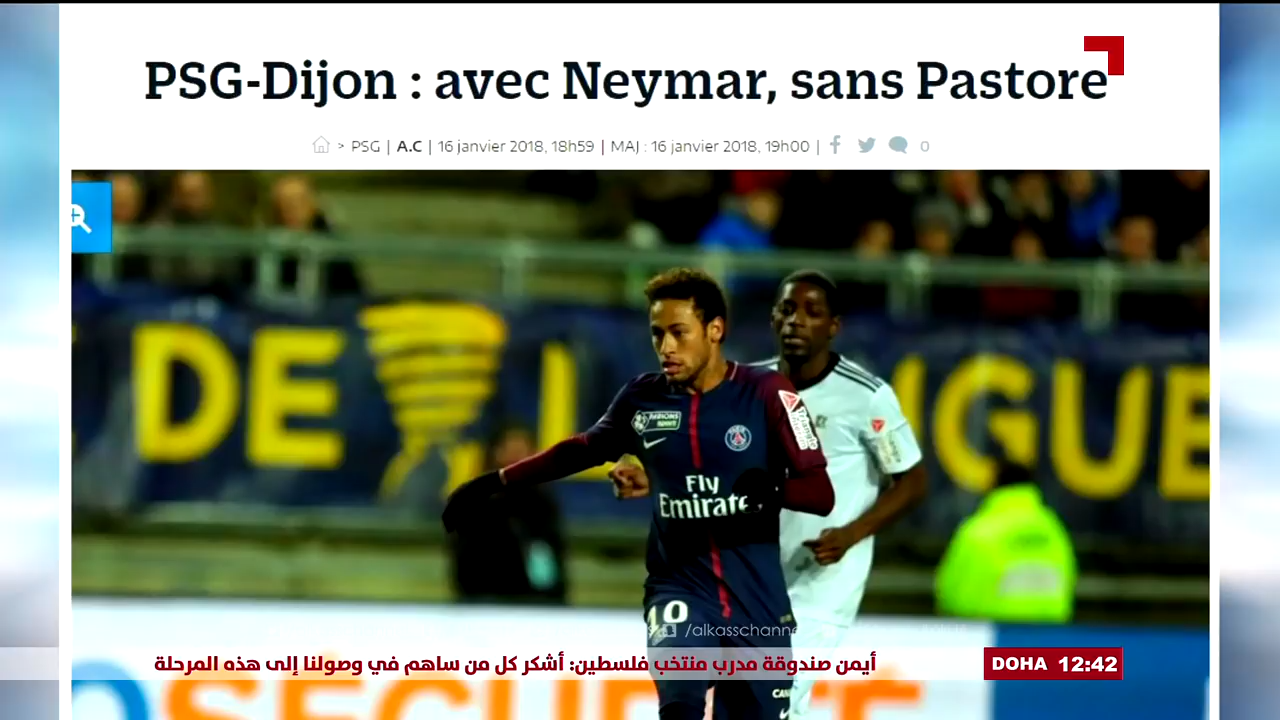 PSG-Dijon : avec Neymar, sans Pastore
> PSG | A.C | 16 janvier 2018, 18h59 | MAJ : 16 janvier 2018, 19h00 | 0
DE L GUE
Fly
Emirate
10
/alkasschanne
أيمن صندوقة مدرب منتخب فلسطين: أشكر كل من ساهم في وصولنا إلى هذه المرحلة
DOHA 12:42